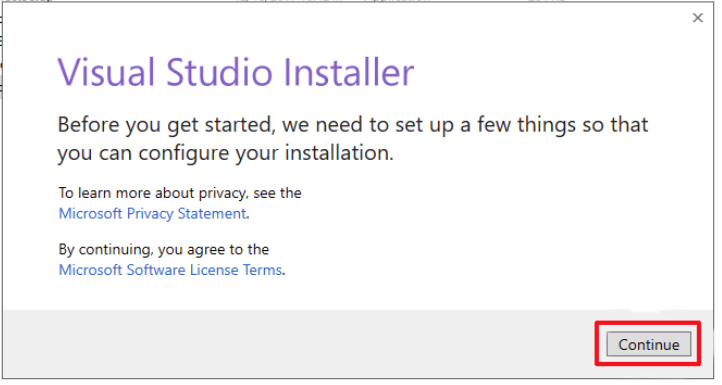 Visual Studio Installer
Before you get started, we need to set up a few things so that
you can configure your installation.
To learn more about privacy, see the
Microsoft Privacy Statement.
By continuing, you agree to the
Microsoft Software License Terms.
Continue